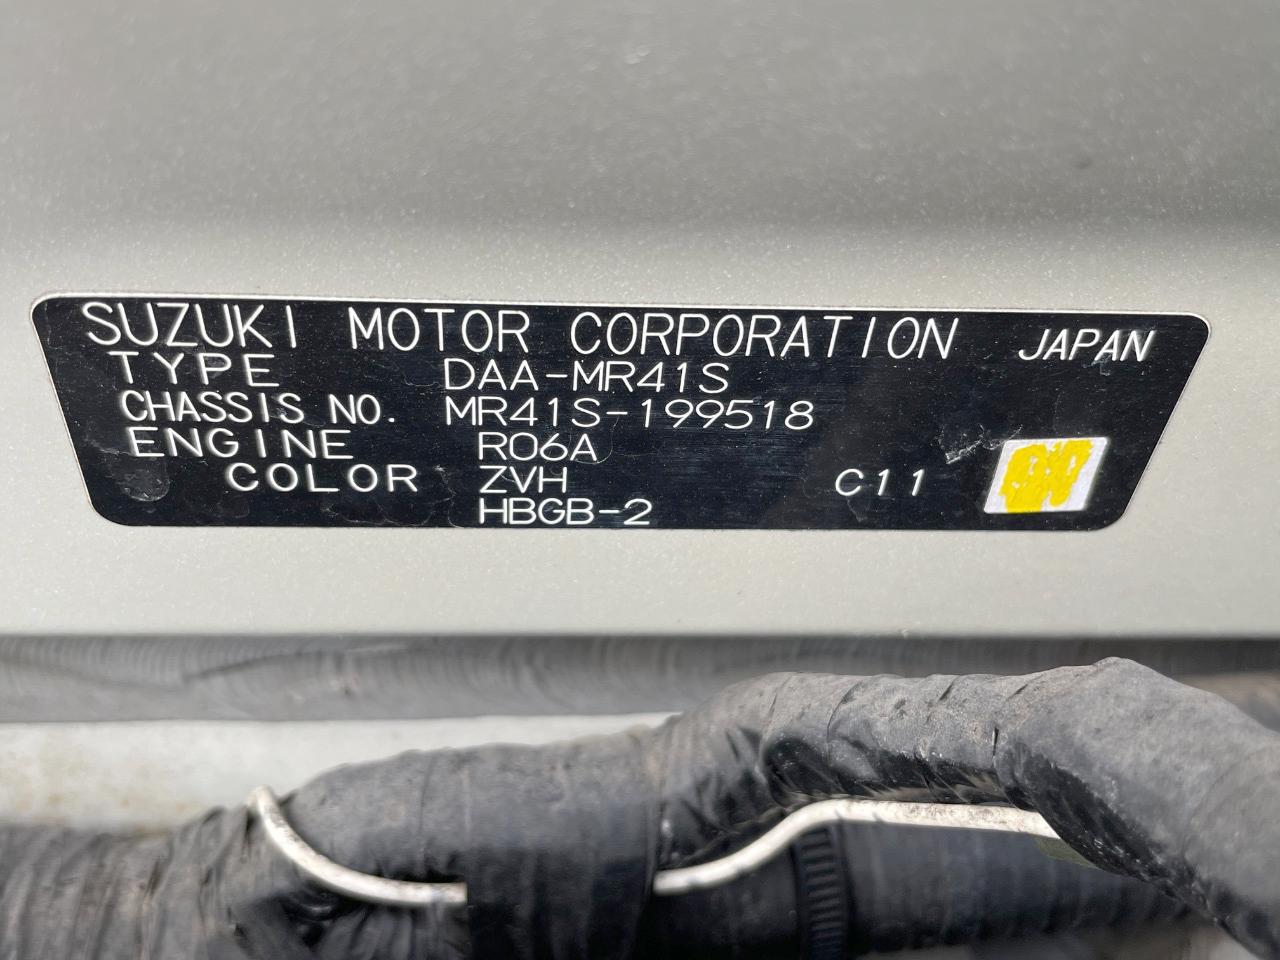 SUZUKI MOTOR CORPORATION JAPAN
TYPE DAA-MR41S
CHASSIS NO. MR41S-199518
ENGINE R06A
COLOR ZVH C11
HBGB-2